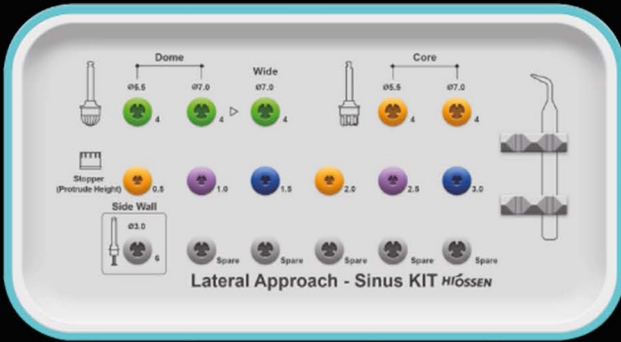 Dome
Core
Wide
Ø5.5 Ø7.0 Ø7.0 Ø5.5 Ø7.0
4 4 4 4 4
Stopper
(Protrude Height)
0.5 1.0 1.5 2.0 2.5 3.0
Side Wall
Ø3.0
6 Spare Spare Spare Spare Spare
Lateral Approach - Sinus KIT HIOSSEN